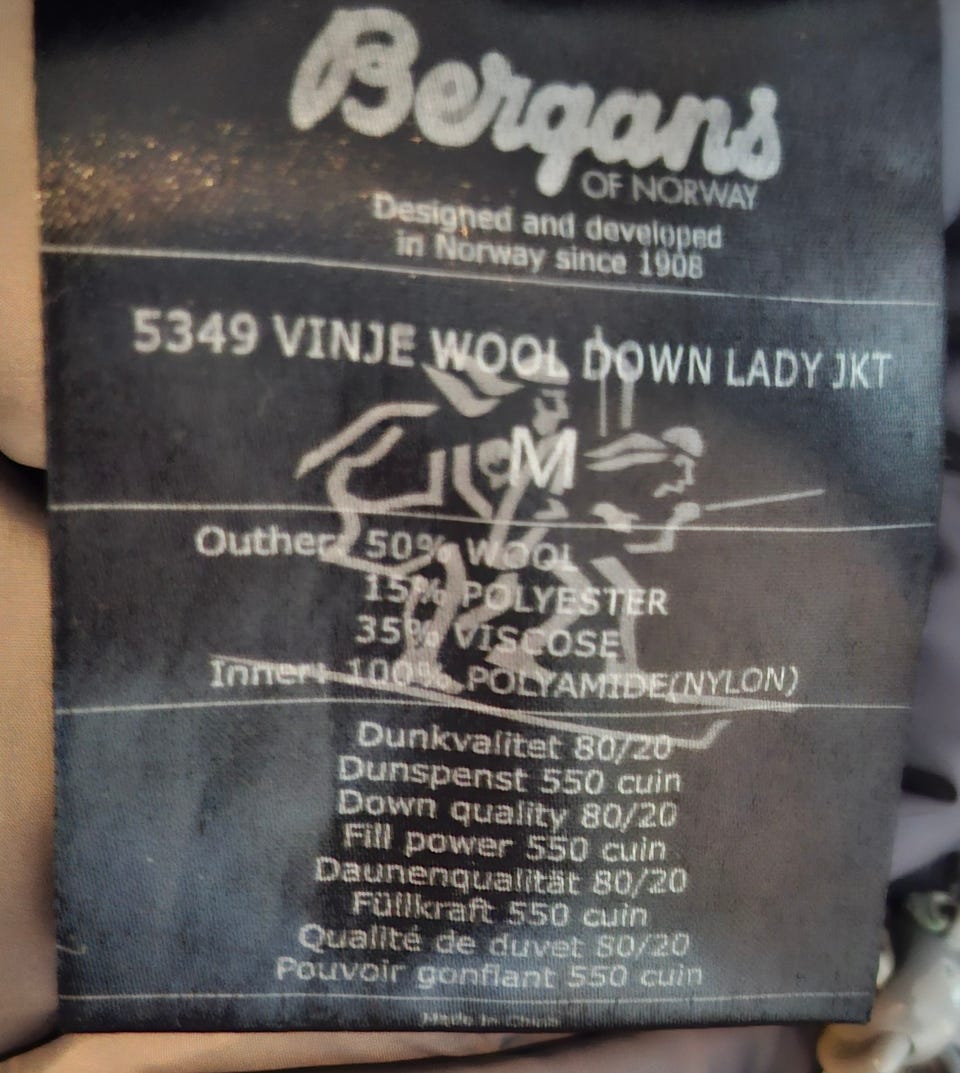 Bergans
OF NORWAY
Designed and developed
in Norway since 1908
5349 VINJE WOOL DOWN LADY JKT
M
Outher: 50% WOOL
15% POLYESTER
35% VISCOSE
Inner: 100% POLYAMIDE(NYLON)
Dunkvalitet 80/20
Dunspenst 550 cuin
Down quality 80/20
Fill power 550 cuin
Daunenqualität 80/20
Füllkraft 550 cuin
Qualité de duvet 80/20
Pouvoir gonflant 550 cuin
Made in China